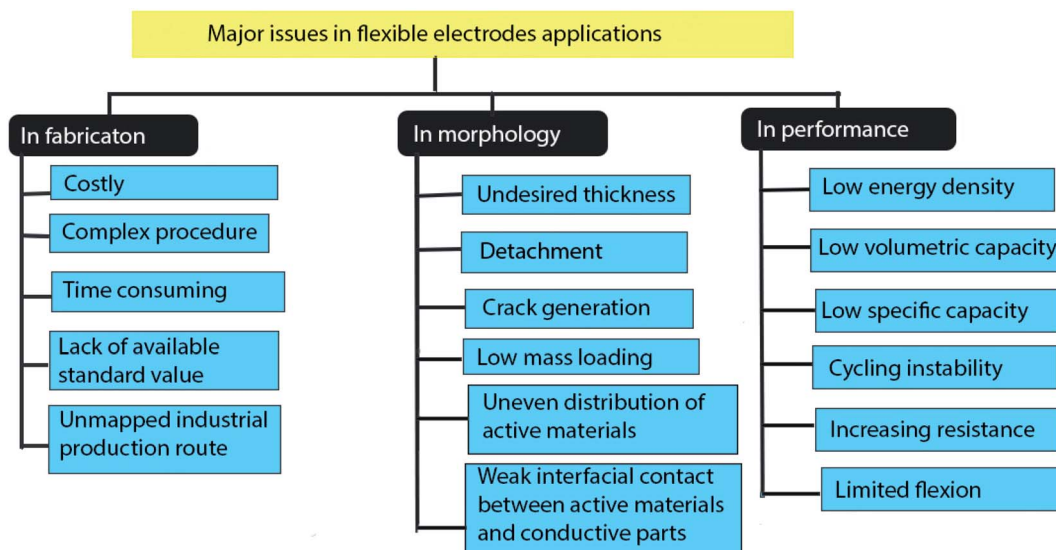 Major issues in flexible electrodes applications
In fabricaton
Costly
Complex procedure
Time consuming
Lack of available
standard value
Unmapped industrial
production route
In morphology
Undesired thickness
Detachment
Crack generation
Low mass loading
Uneven distribution of
active materials
Weak interfacial contact
between active materials
and conductive parts
In performance
Low energy density
Low volumetric capacity
Low specific capacity
Cycling instability
Increasing resistance
Limited flexion